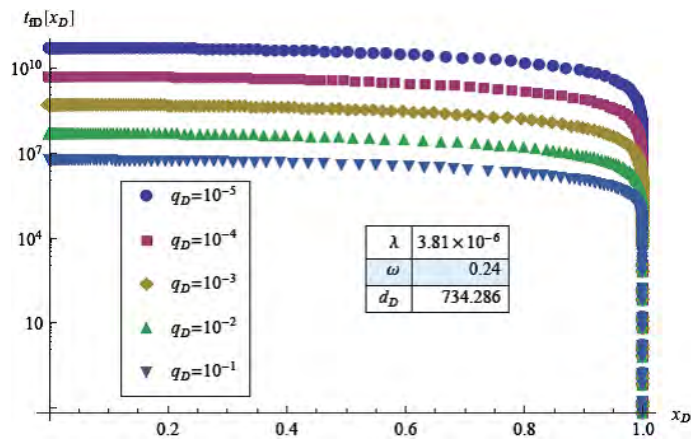 t_fD[x_D]
10^10
10^7
10^4
10
q_D=10^-5
q_D=10^-4
q_D=10^-3
q_D=10^-2
q_D=10^-1
λ 3.81×10^-6
ω 0.24
d_D 734.286
0.2 0.4 0.6 0.8 1.0 x_D